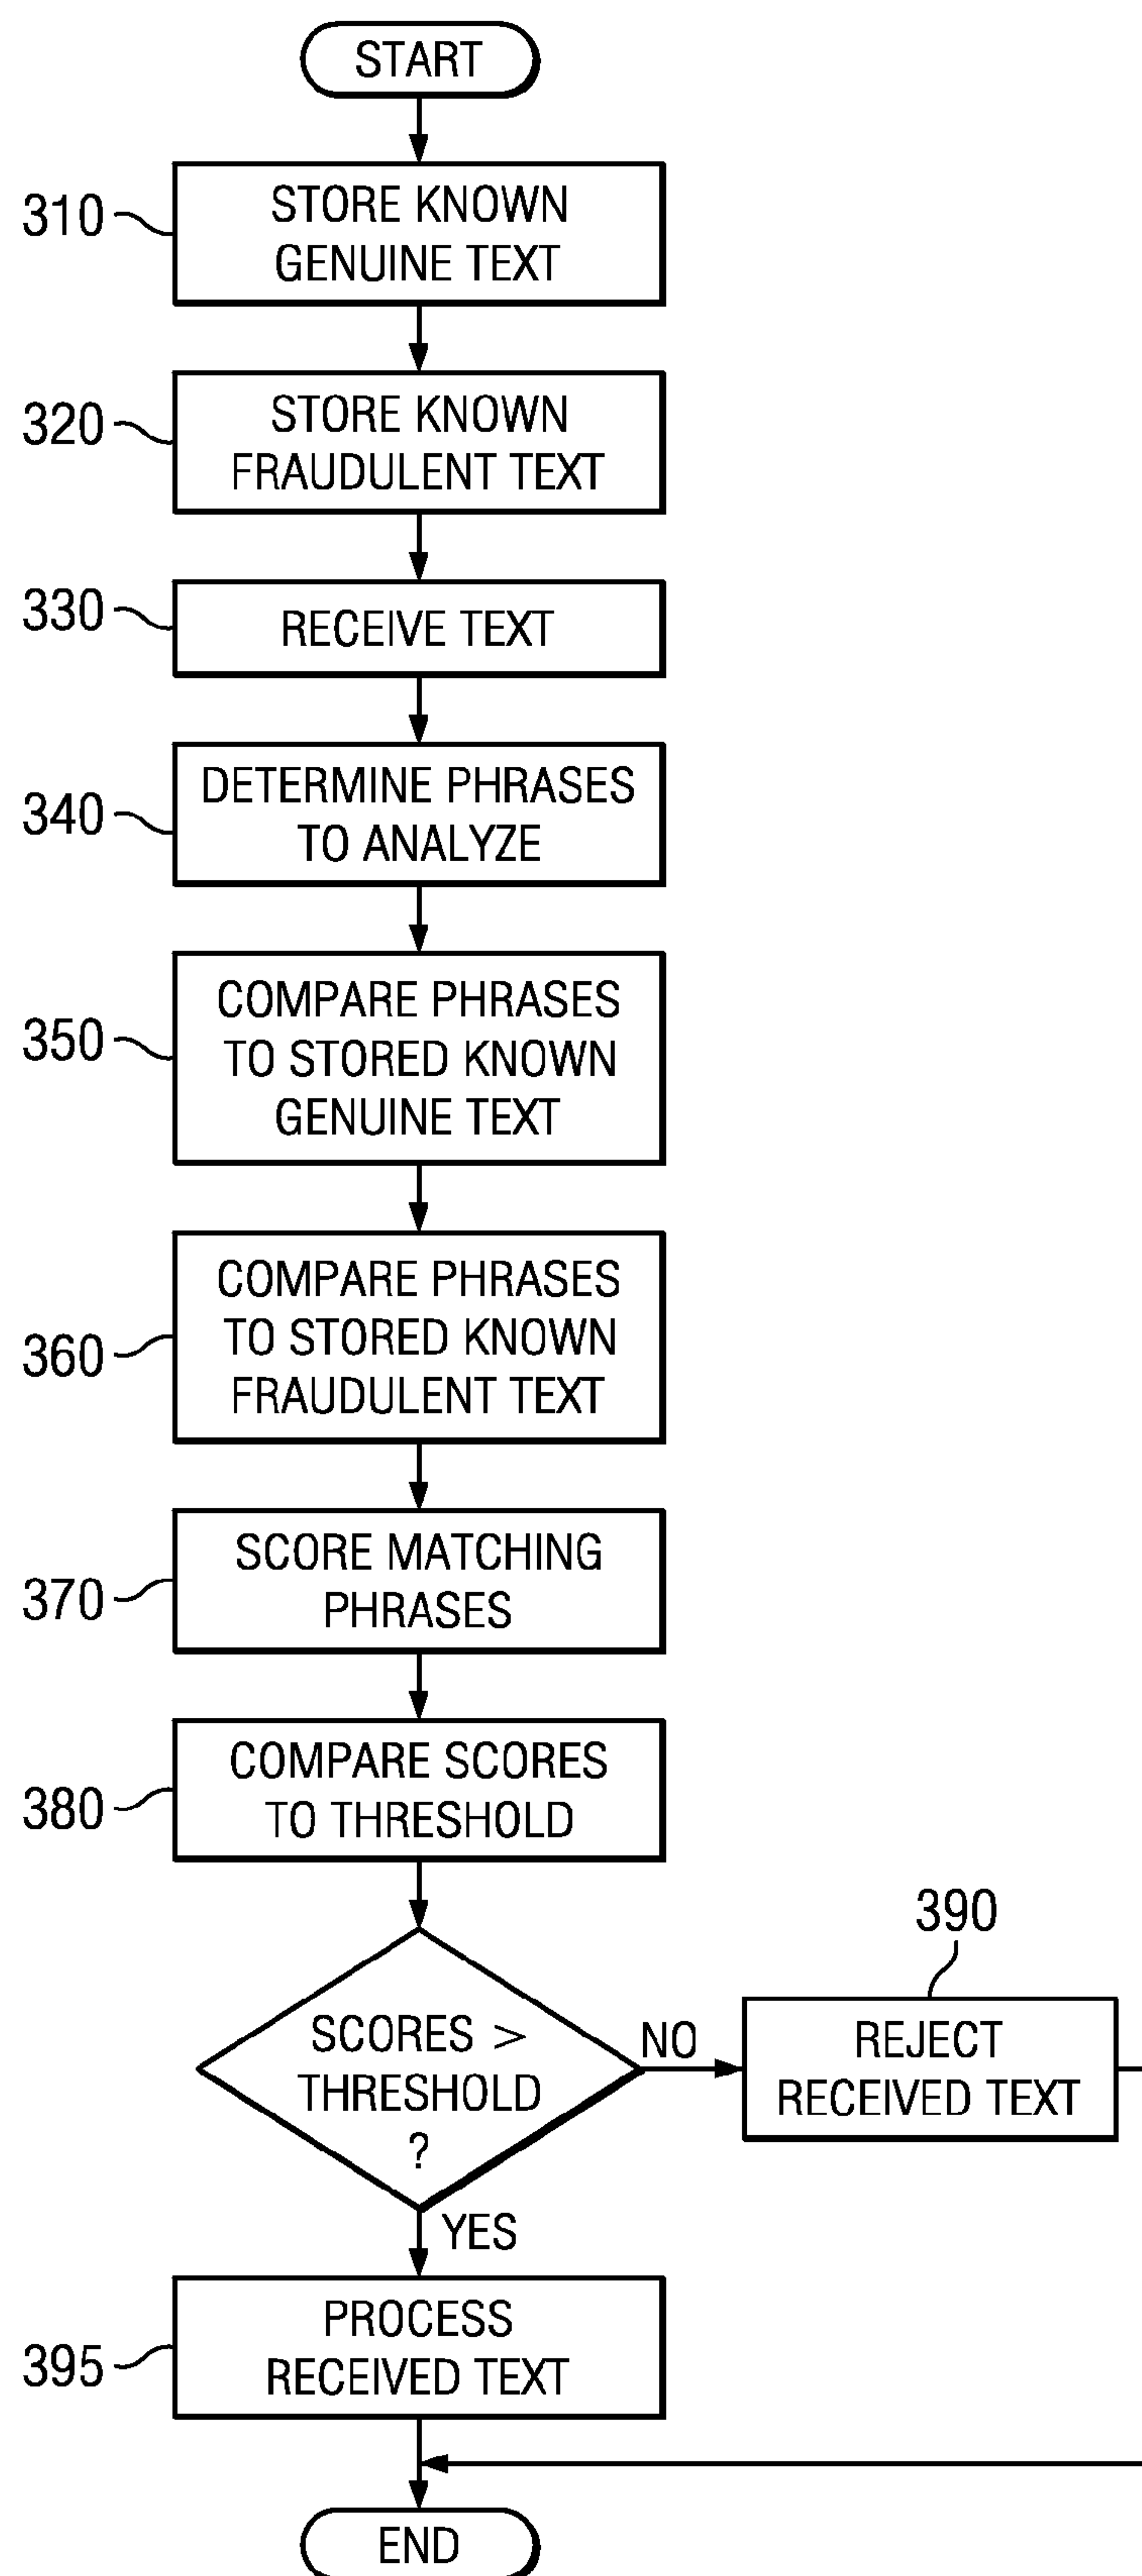 START
310
STORE KNOWN
GENUINE TEXT
320
STORE KNOWN
FRAUDULENT TEXT
330
RECEIVE TEXT
340
DETERMINE PHRASES
TO ANALYZE
350
COMPARE PHRASES
TO STORED KNOWN
GENUINE TEXT
360
COMPARE PHRASES
TO STORED KNOWN
FRAUDULENT TEXT
370
SCORE MATCHING
PHRASES
380
COMPARE SCORES
TO THRESHOLD
SCORES >
THRESHOLD
?
NO
390
REJECT
RECEIVED TEXT
YES
395
PROCESS
RECEIVED TEXT
END